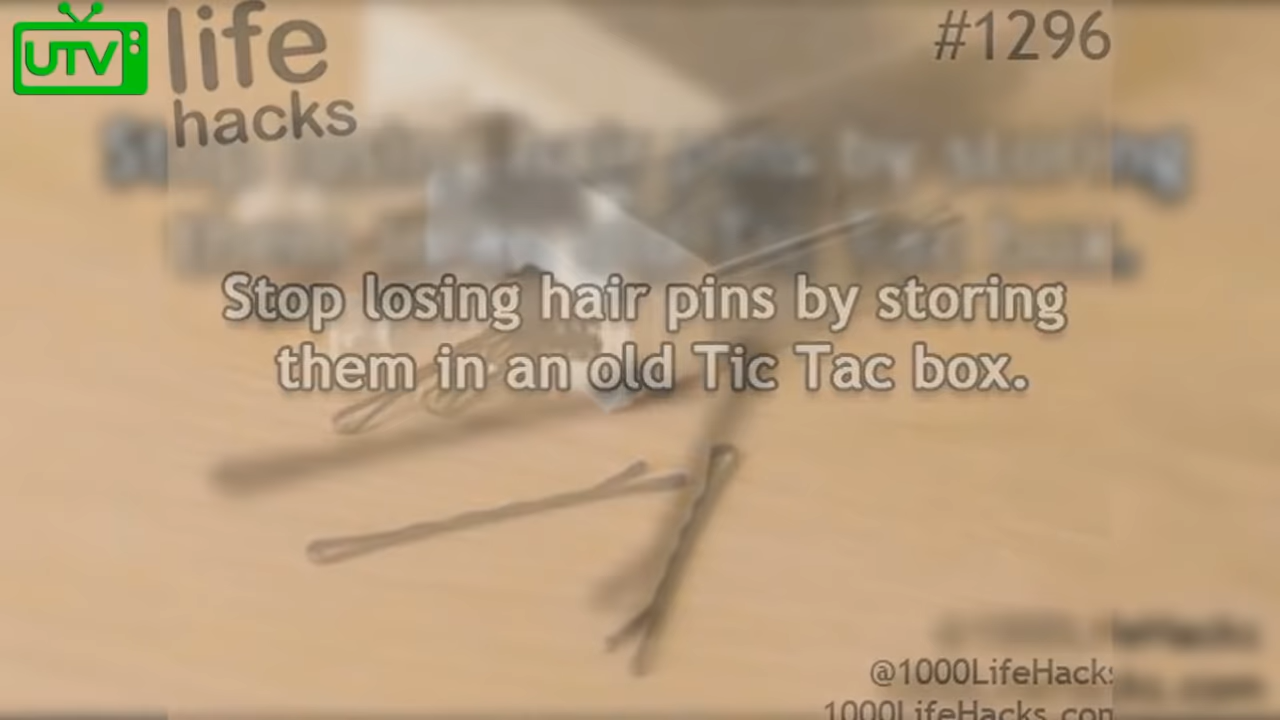 UTV
life
hacks
#1296
Stop losing hair pins by storing
them in an old Tic Tac box.
@1000LifeHacks
1000LifeHacks.com